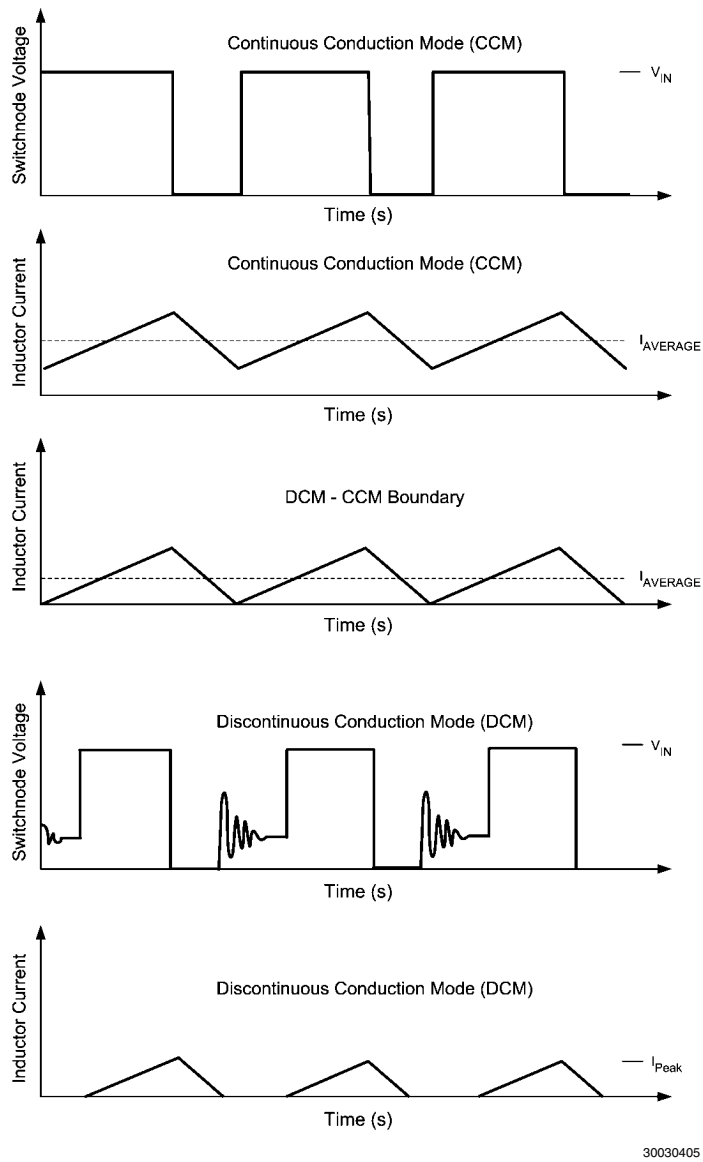 Continuous Conduction Mode (CCM)
Switchnode Voltage
V_IN
Time (s)
Continuous Conduction Mode (CCM)
Inductor Current
I_AVERAGE
Time (s)
DCM - CCM Boundary
Inductor Current
I_AVERAGE
Time (s)
Discontinuous Conduction Mode (DCM)
Switchnode Voltage
V_IN
Time (s)
Discontinuous Conduction Mode (DCM)
Inductor Current
I_Peak
Time (s)
30030405